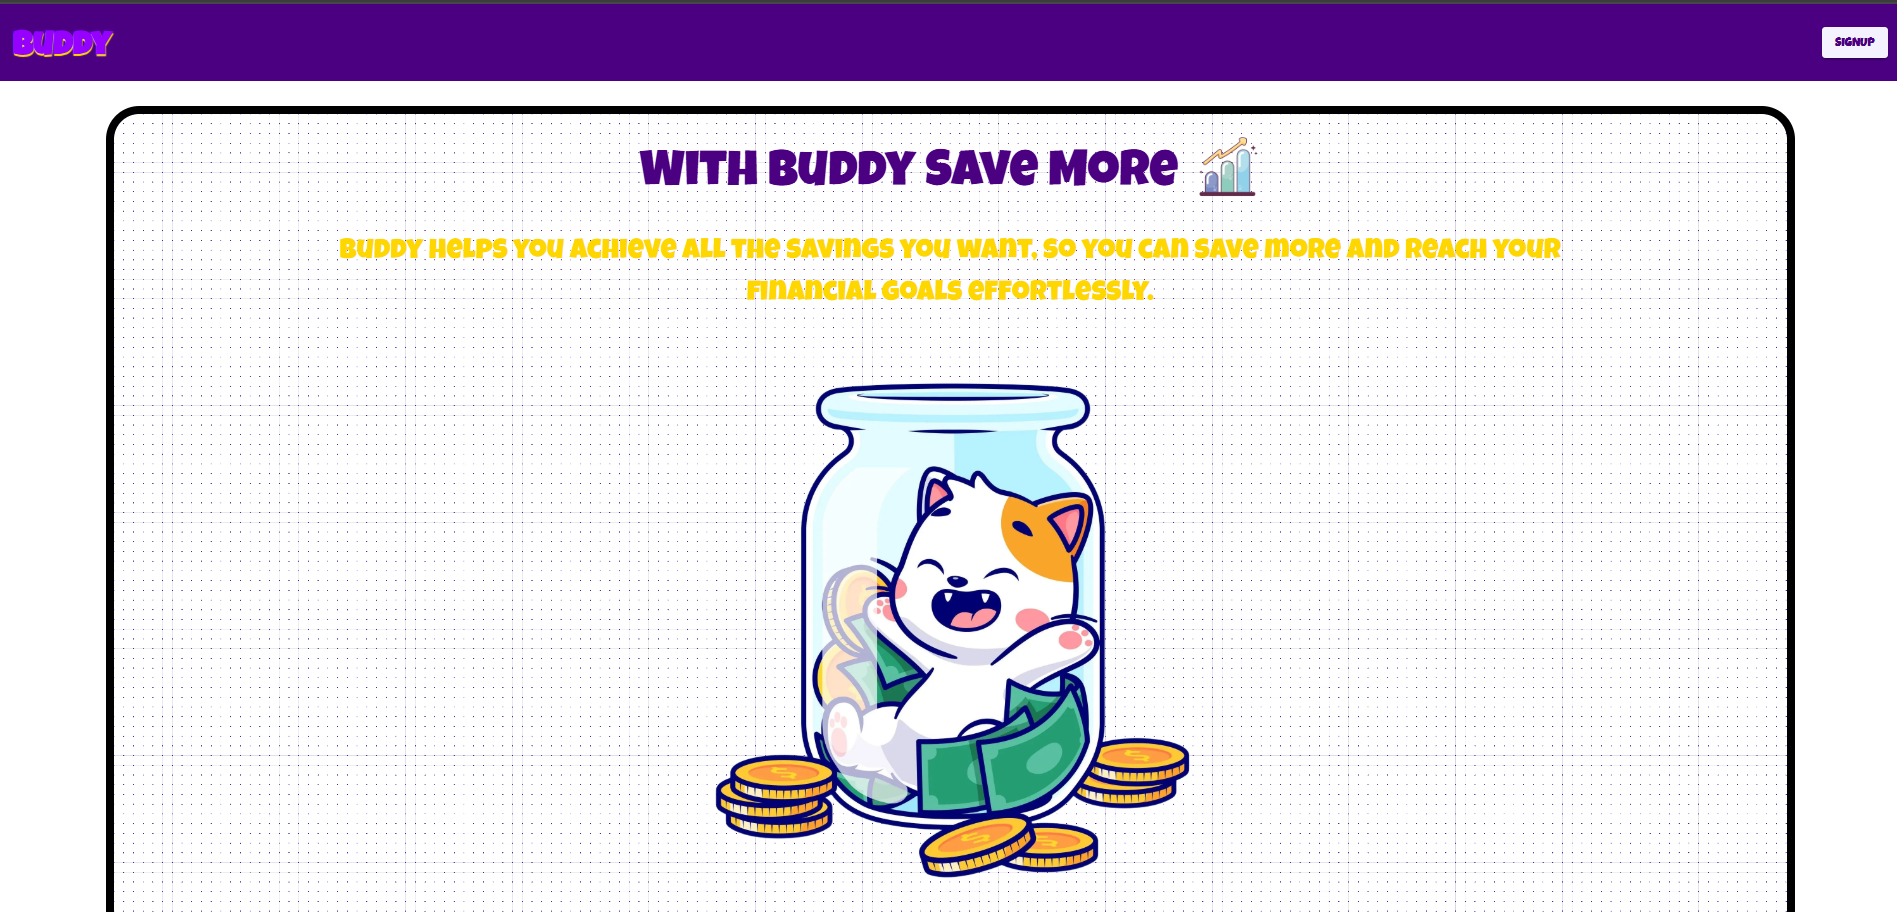 BUDDY
SIGNUP
WITH BUDDY SAVE MORE
BUDDY HELPS YOU ACHIEVE ALL THE SAVINGS YOU WANT, SO YOU CAN SAVE MORE AND REACH YOUR
FINANCIAL GOALS EFFORTLESSLY.